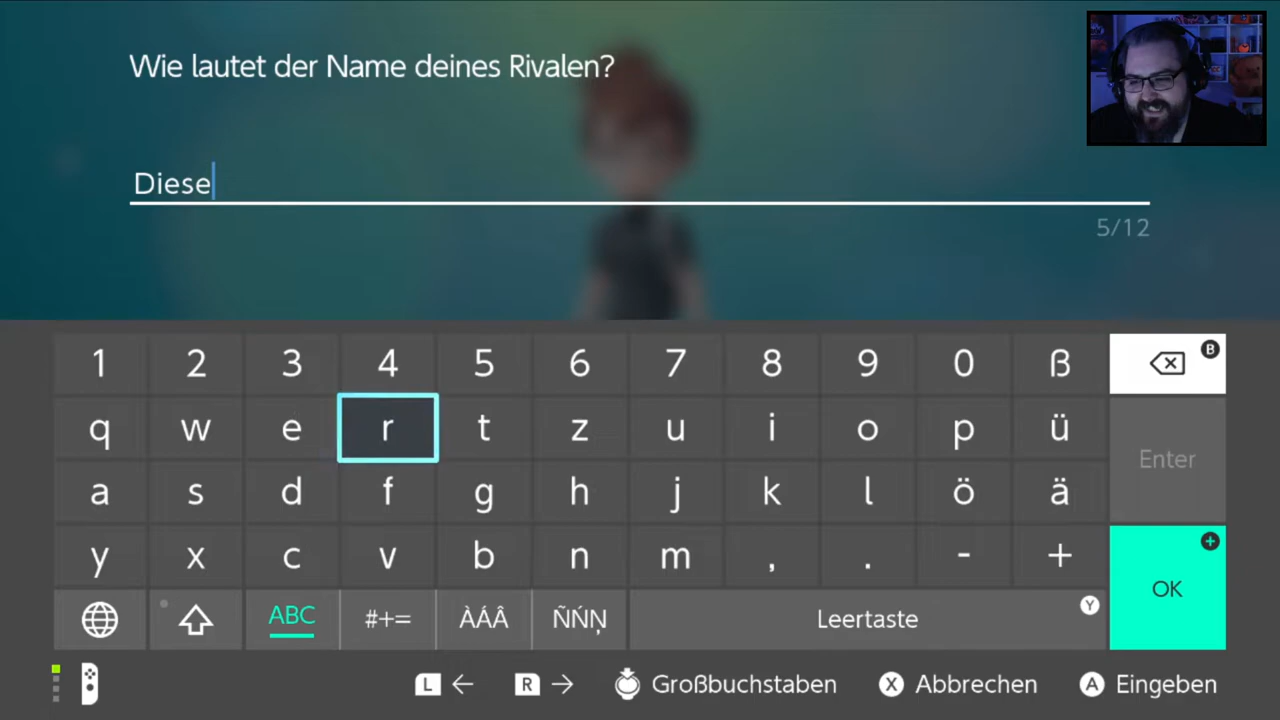 Wie lautet der Name deines Rivalen?
Diese
5/12
1 2 3 4 5 6 7 8 9 0 ß B
q w e r t z u i o p ü
Enter
a s d f g h j k l ö ä
y x c v b n m , . - +
OK
ABC #+= ÀÁÂ ÑŃŅ Leertaste Y
L ← R → Großbuchstaben X Abbrechen A Eingeben